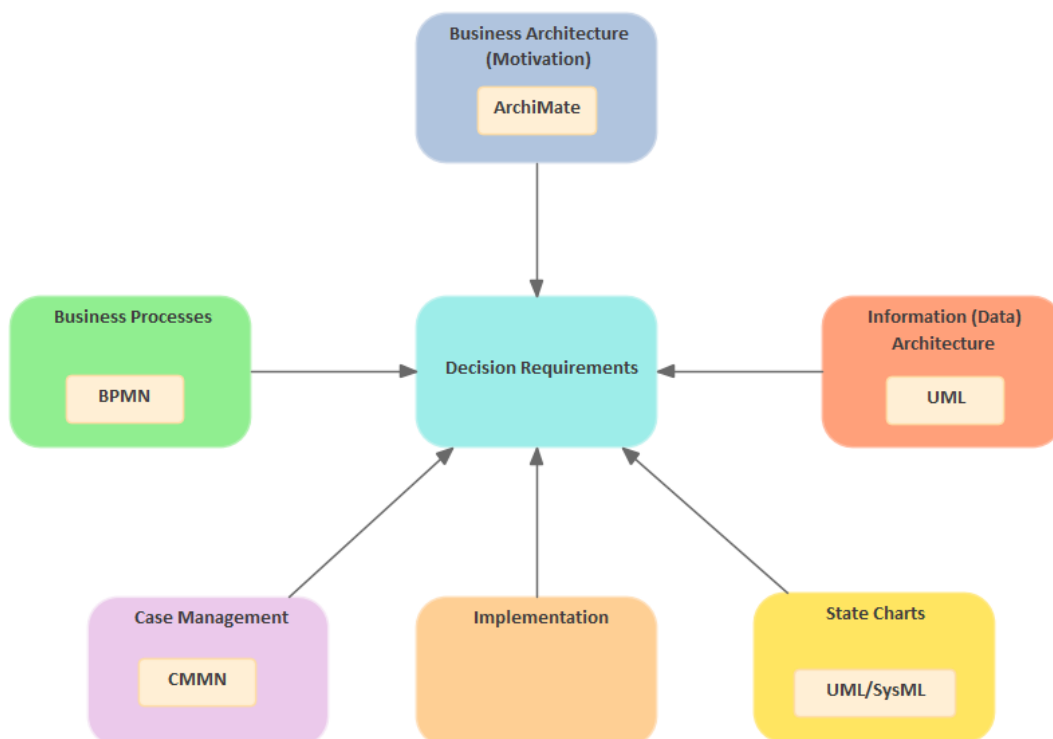 Business Architecture
(Motivation)
ArchiMate
Business Processes
BPMN
Decision Requirements
Information (Data)
Architecture
UML
Case Management
CMMN
Implementation
State Charts
UML/SysML